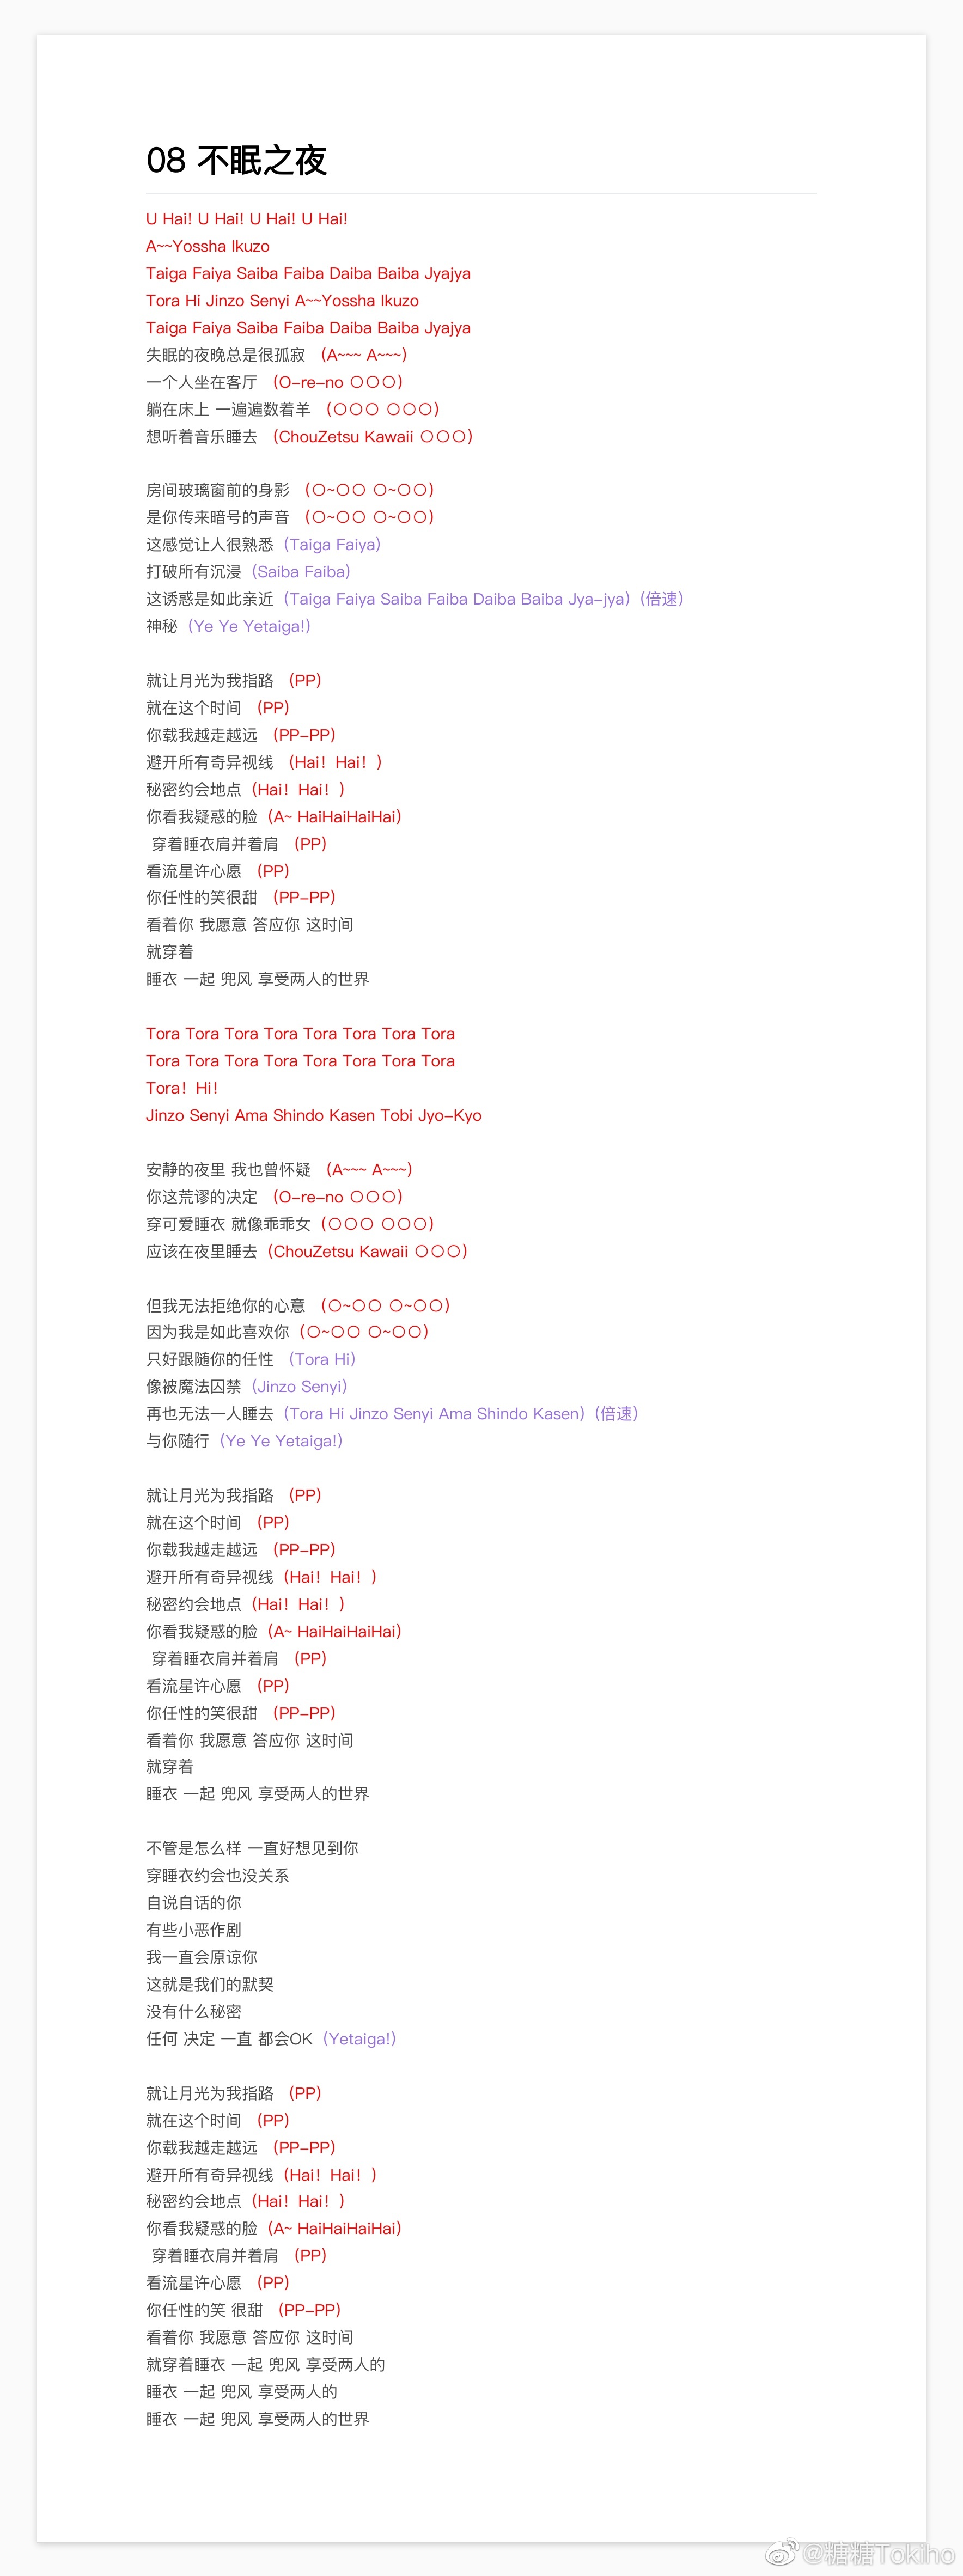 08 不眠之夜
U Hai! U Hai! U Hai! U Hai!
A~~Yossha Ikuzo
Taiga Faiya Saiba Faiba Daiba Baiba Jyajya
Tora Hi Jinzo Senyi A~~Yossha Ikuzo
Taiga Faiya Saiba Faiba Daiba Baiba Jyajya
失眠的夜晚总是很孤寂 （A~~~ A~~~）
一个人坐在客厅 （O-re-no 〇〇〇）
躺在床上 一遍遍数着羊 （〇〇〇 〇〇〇）
想听着音乐睡去 （ChouZetsu Kawaii 〇〇〇）

房间玻璃窗前的身影 （〇~〇〇 〇~〇〇）
是你传来暗号的声音 （〇~〇〇 〇~〇〇）
这感觉让人很熟悉（Taiga Faiya）
打破所有沉浸（Saiba Faiba）
这诱惑是如此亲近（Taiga Faiya Saiba Faiba Daiba Baiba Jya-jya）（倍速）
神秘（Ye Ye Yetaiga!）

就让月光为我指路 （PP）
就在这个时间 （PP）
你载我越走越远 （PP-PP）
避开所有奇异视线 （Hai！Hai！）
秘密约会地点（Hai！Hai！）
你看我疑惑的脸（A~ HaiHaiHaiHai）
穿着睡衣肩并着肩 （PP）
看流星许心愿 （PP）
你任性的笑很甜 （PP-PP）
看着你 我愿意 答应你 这时间
就穿着
睡衣 一起 兜风 享受两人的世界

Tora Tora Tora Tora Tora Tora Tora Tora
Tora Tora Tora Tora Tora Tora Tora Tora
Tora！Hi！
Jinzo Senyi Ama Shindo Kasen Tobi Jyo-Kyo

安静的夜里 我也曾怀疑 （A~~~ A~~~）
你这荒谬的决定 （O-re-no 〇〇〇）
穿可爱睡衣 就像乖乖女（〇〇〇 〇〇〇）
应该在夜里睡去（ChouZetsu Kawaii 〇〇〇）

但我无法拒绝你的心意 （〇~〇〇 〇~〇〇）
因为我是如此喜欢你（〇~〇〇 〇~〇〇）
只好跟随你的任性 （Tora Hi）
像被魔法囚禁（Jinzo Senyi）
再也无法一人睡去（Tora Hi Jinzo Senyi Ama Shindo Kasen）（倍速）
与你随行（Ye Ye Yetaiga!）

就让月光为我指路 （PP）
就在这个时间 （PP）
你载我越走越远 （PP-PP）
避开所有奇异视线（Hai！Hai！）
秘密约会地点（Hai！Hai！）
你看我疑惑的脸（A~ HaiHaiHaiHai）
穿着睡衣肩并着肩 （PP）
看流星许心愿 （PP）
你任性的笑很甜 （PP-PP）
看着你 我愿意 答应你 这时间
就穿着
睡衣 一起 兜风 享受两人的世界

不管是怎么样 一直好想见到你
穿睡衣约会也没关系
自说自话的你
有些小恶作剧
我一直会原谅你
这就是我们的默契
没有什么秘密
任何 决定 一直 都会OK（Yetaiga!）

就让月光为我指路 （PP）
就在这个时间 （PP）
你载我越走越远 （PP-PP）
避开所有奇异视线（Hai！Hai！）
秘密约会地点（Hai！Hai！）
你看我疑惑的脸（A~ HaiHaiHaiHai）
穿着睡衣肩并着肩 （PP）
看流星许心愿 （PP）
你任性的笑 很甜 （PP-PP）
看着你 我愿意 答应你 这时间
就穿着睡衣 一起 兜风 享受两人的
睡衣 一起 兜风 享受两人的
睡衣 一起 兜风 享受两人的世界

@糖糖Tokiho